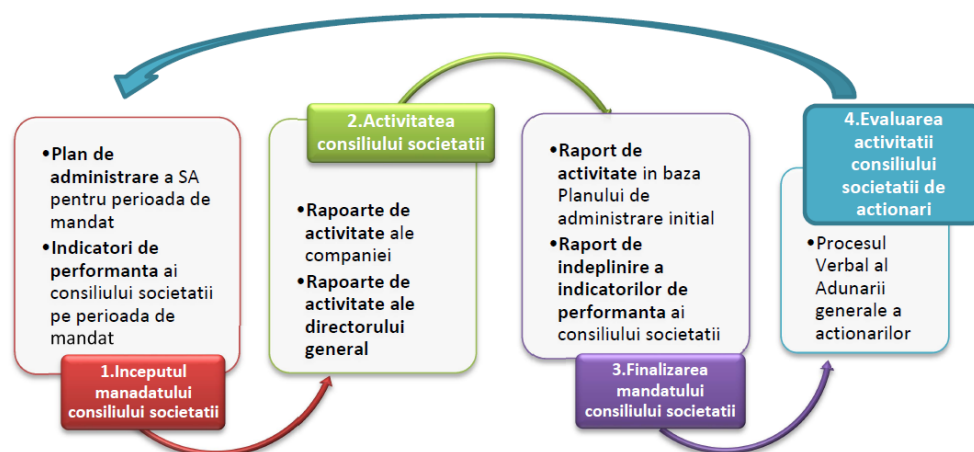 •Plan de
administrare a SA
pentru perioada de
mandat
•Indicatori de
performanta ai
consiliului societatii
pe perioada de
mandat
1.Inceputul
manadatului
consiliului societatii
2.Activitatea
consiliului societatii
•Rapoarte de
activitate ale
companiei
•Rapoarte de
activitate ale
directorului
general
•Raport de
activitate in baza
Planului de
administrare initial
•Raport de
indeplinire a
indicatorilor de
performanta ai
consiliului societatii
3.Finalizarea
mandatului
consiliului societatii
4.Evaluarea
activitatii
consiliului
societatii de
actionari
•Procesul
Verbal al
Adunarii
generale a
actionarilor